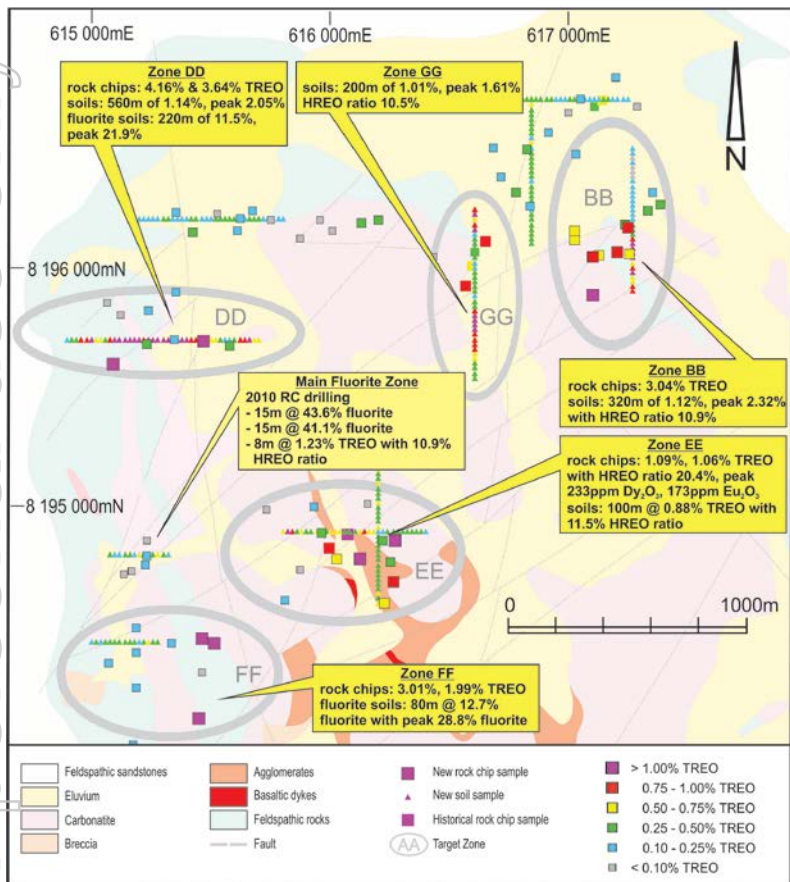 615 000mE
616 000mE
617 000mE
Zone DD
rock chips: 4.16% & 3.64% TREO
soils: 560m of 1.14%, peak 2.05%
fluorite soils: 220m of 11.5%,
peak 21.9%
Zone GG
soils: 200m of 1.01%, peak 1.61%
HREO ratio 10.5%
N
BB
8 196 000mN
DD
GG
Zone BB
rock chips: 3.04% TREO
soils: 320m of 1.12%, peak 2.32%
with HREO ratio 10.9%
Main Fluorite Zone
2010 RC drilling
- 15m @ 43.6% fluorite
- 15m @ 41.1% fluorite
- 8m @ 1.23% TREO with 10.9%
HREO ratio
Zone EE
rock chips: 1.09%, 1.06% TREO
with HREO ratio 20.4%, peak
233ppm Dy₂O₃, 173ppm Eu₂O₃
soils: 100m @ 0.88% TREO with
11.5% HREO ratio
8 195 000mN
EE
0
1000m
FF
Zone FF
rock chips: 3.01%, 1.99% TREO
fluorite soils: 80m @ 12.7%
fluorite with peak 28.8% fluorite
Feldspathic sandstones
Eluvium
Carbonatite
Breccia
Agglomerates
Basaltic dykes
Feldspathic rocks
Fault
New rock chip sample
New soil sample
Historical rock chip sample
AA Target Zone
> 1.00% TREO
0.75 - 1.00% TREO
0.50 - 0.75% TREO
0.25 - 0.50% TREO
0.10 - 0.25% TREO
< 0.10% TREO